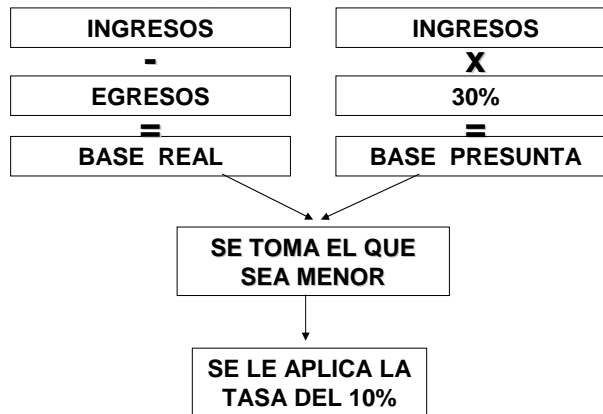 INGRESOS
-
EGRESOS
=
BASE REAL
INGRESOS
X
30%
=
BASE PRESUNTA
SE TOMA EL QUE
SEA MENOR
SE LE APLICA LA
TASA DEL 10%